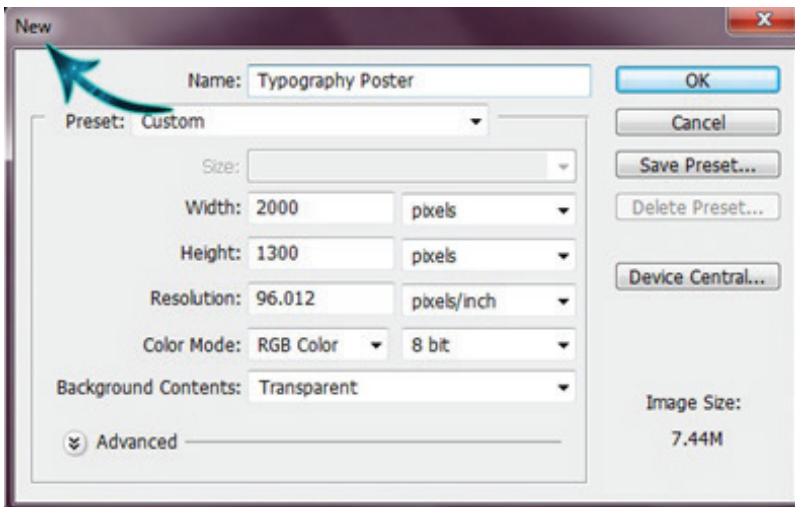 New
Name: Typography Poster
OK
Preset: Custom
Cancel
Size:
Save Preset...
Width: 2000 pixels
Delete Preset...
Height: 1300 pixels
Device Central...
Resolution: 96.012 pixels/inch
Color Mode: RGB Color 8 bit
Background Contents: Transparent
Image Size:
Advanced
7.44M